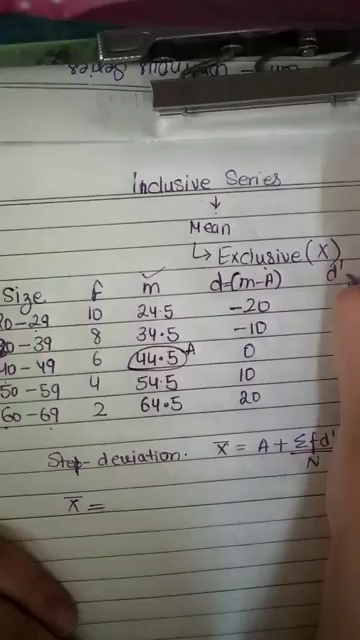 Inclusive Series
↓
Mean
↳ Exclusive (X)
Size f m d=(m-A) d'
20-29 10 24.5 -20
30-39 8 34.5 -10
40-49 6 44.5 A 0
50-59 4 54.5 10
60-69 2 64.5 20
Step-deviation. X̅ = A + Σfd' / N
X̅ =